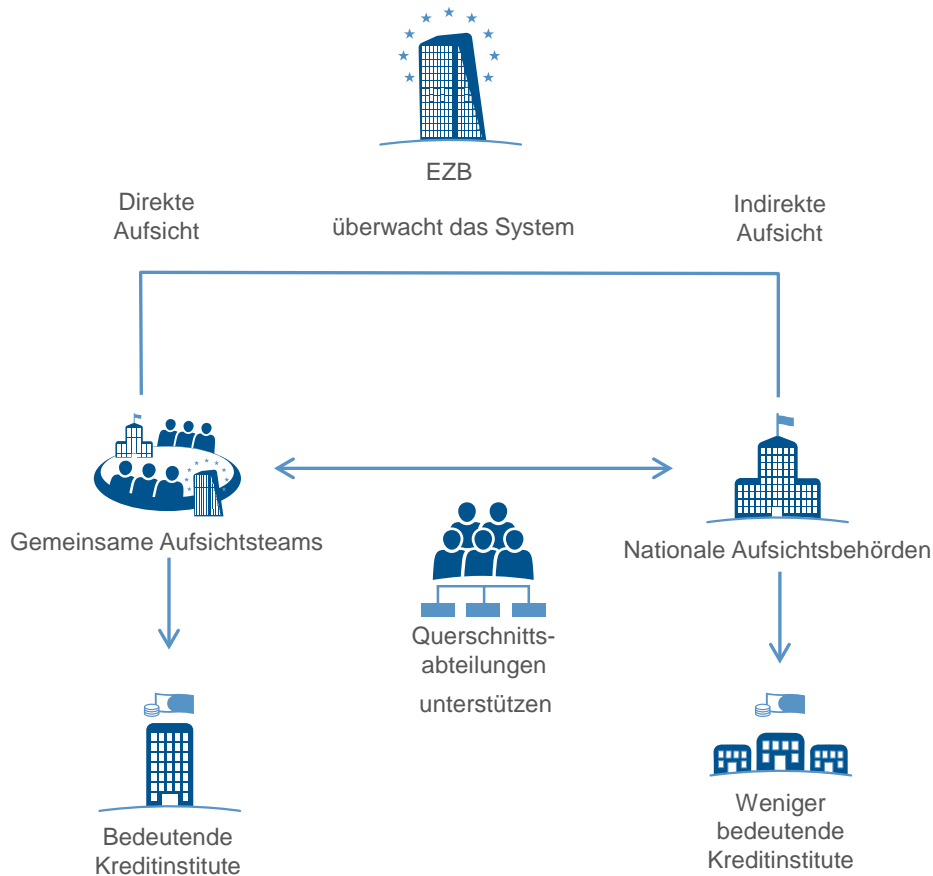 EZB
Direkte
Aufsicht
überwacht das System
Indirekte
Aufsicht
Gemeinsame Aufsichtsteams
Nationale Aufsichtsbehörden
Querschnitts-
abteilungen
unterstützen
Bedeutende
Kreditinstitute
Weniger
bedeutende
Kreditinstitute